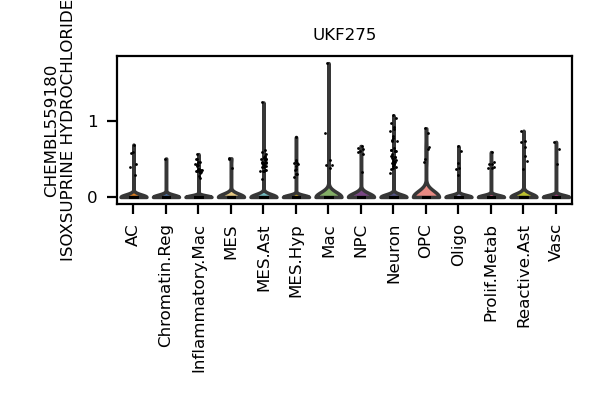 UKF275
CHEMBL559180
ISOXSUPRINE HYDROCHLORIDE
1
0
AC
Chromatin.Reg
Inflammatory.Mac
MES
MES.Ast
MES.Hyp
Mac
NPC
Neuron
OPC
Oligo
Prolif.Metab
Reactive.Ast
Vasc